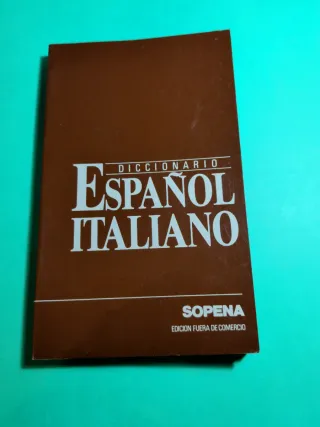 DICCIONARIO
ESPAÑOL
ITALIANO
SOPENA
EDICION FUERA DE COMERCIO